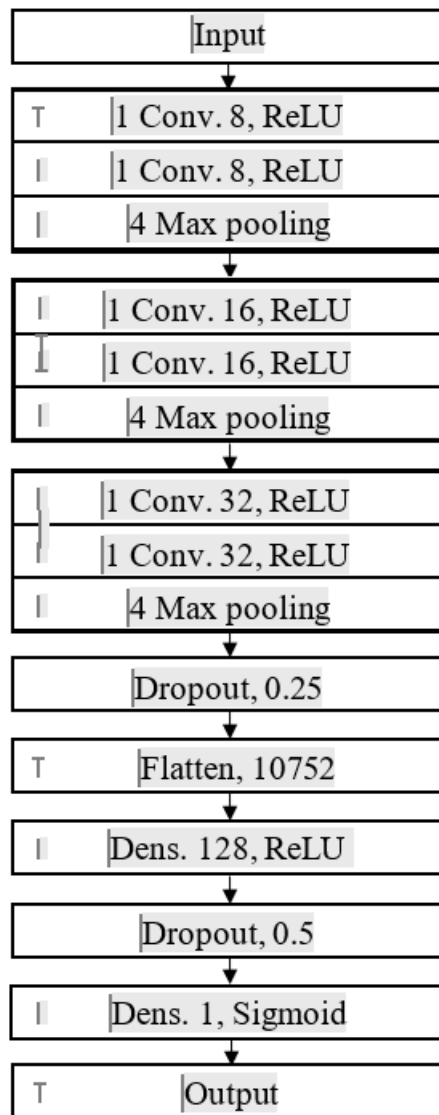 Input
1 Conv. 8, ReLU
1 Conv. 8, ReLU
4 Max pooling
1 Conv. 16, ReLU
1 Conv. 16, ReLU
4 Max pooling
1 Conv. 32, ReLU
1 Conv. 32, ReLU
4 Max pooling
Dropout, 0.25
Flatten, 10752
Dens. 128, ReLU
Dropout, 0.5
Dens. 1, Sigmoid
Output